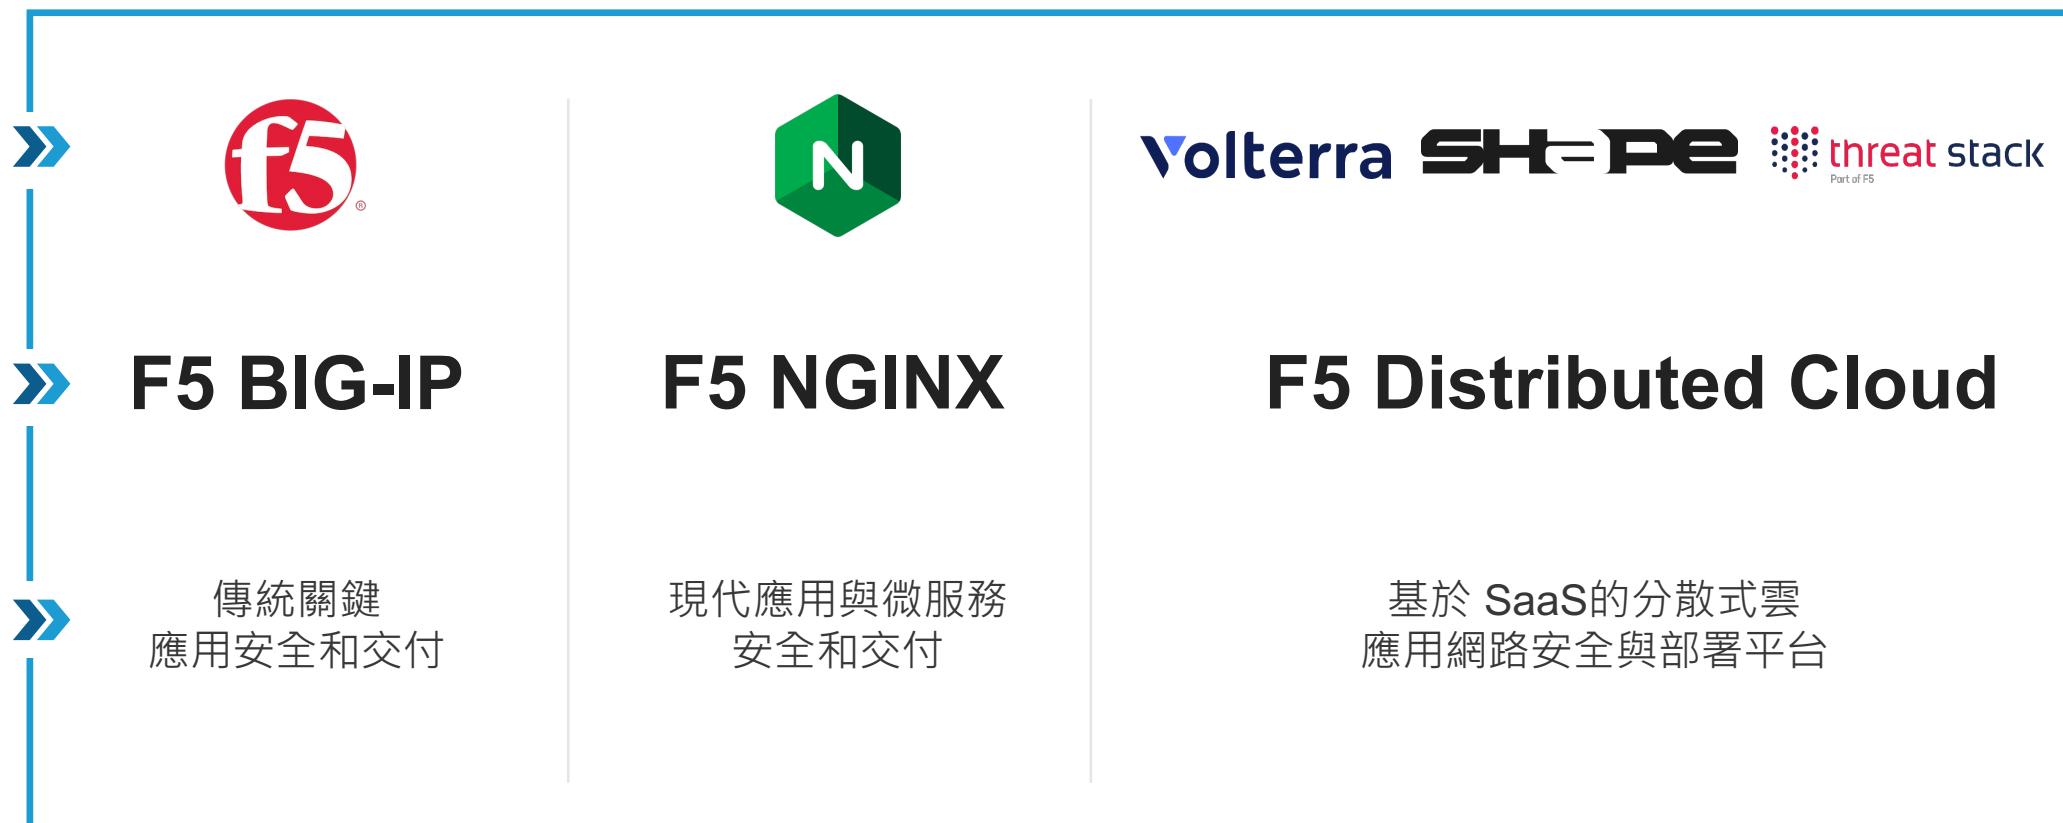 f5®
N
Volterra
SHAPE
threat stack
Part of F5
F5 BIG-IP
F5 NGINX
F5 Distributed Cloud
傳統關鍵
應用安全和交付
現代應用與微服務
安全和交付
基於 SaaS的分散式雲
應用網路安全與部署平台